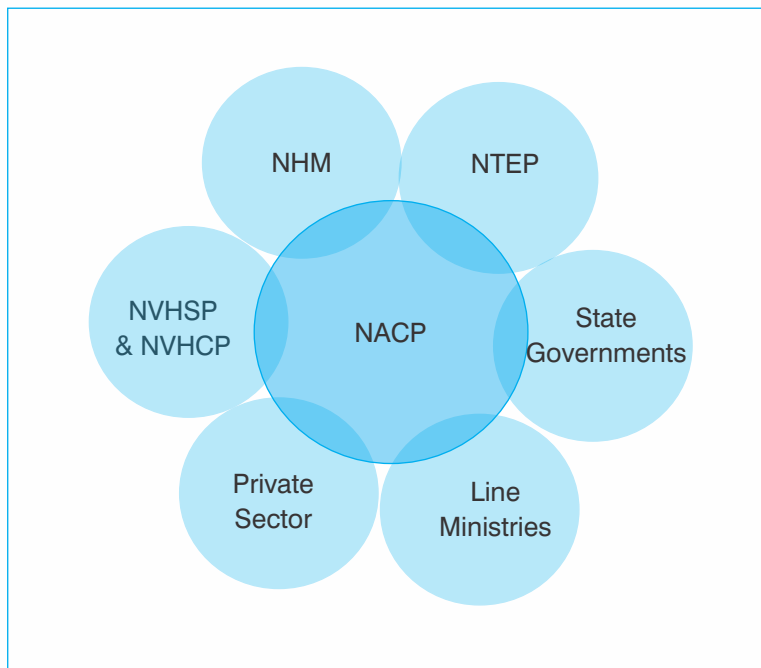 NHM
NTEP
NVHSP
& NVHCP
NACP
State
Governments
Private
Sector
Line
Ministries